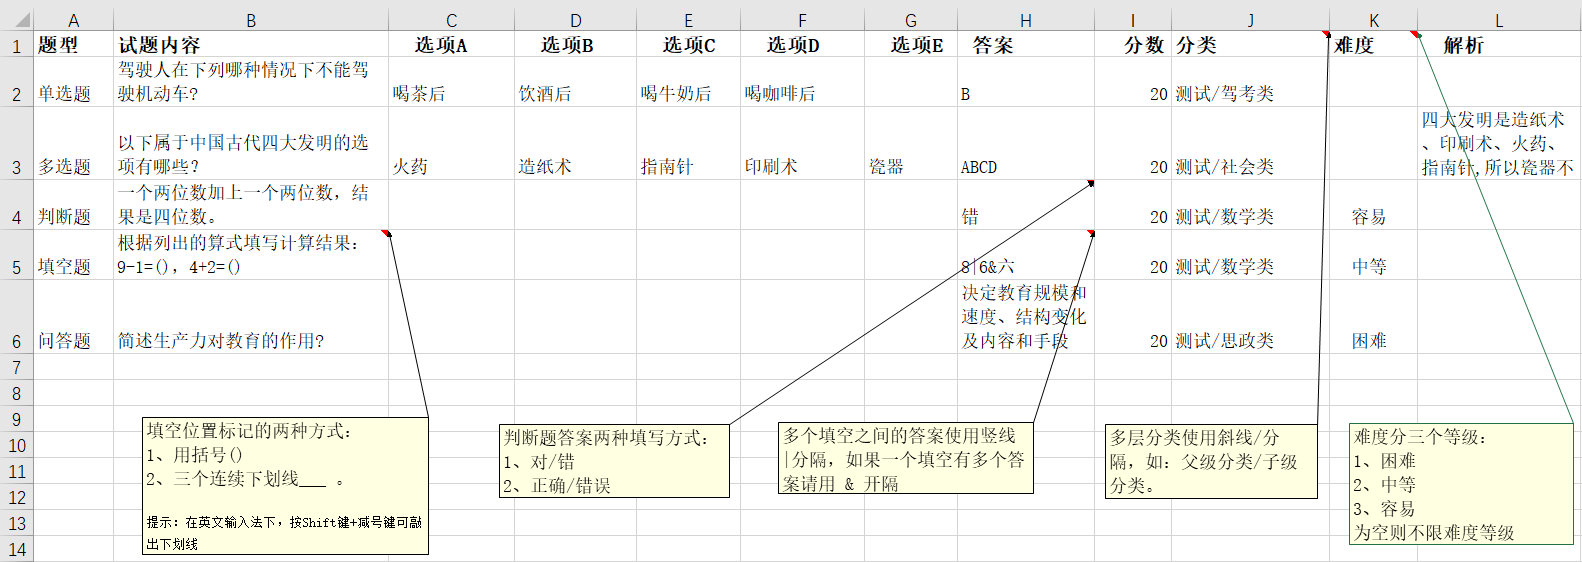 A B C D E F G H I J K L
1 题型 试题内容 选项A 选项B 选项C 选项D 选项E 答案 分数 分类 难度 解析
驾驶人在下列哪种情况下不能驾
2 单选题 驶机动车? 喝茶后 饮酒后 喝牛奶后 喝咖啡后 B 20 测试/驾考类
四大发明是造纸术
以下属于中国古代四大发明的选 、印刷术、火药、
3 多选题 项有哪些? 火药 造纸术 指南针 印刷术 瓷器 ABCD 20 测试/社会类 指南针,所以瓷器不
一个两位数加上一个两位数，结
4 判断题 果是四位数。 错 20 测试/数学类 容易
根据列出的算式填写计算结果：
5 填空题 9-1=()，4+2=() 8|6&六 20 测试/数学类 中等
决定教育规模和
速度、结构变化
6 问答题 简述生产力对教育的作用? 及内容和手段 20 测试/思政类 困难
7
8
9
10
11
12
13
14
填空位置标记的两种方式：
1、用括号()
2、三个连续下划线___ 。
提示：在英文输入法下，按Shift键+减号键可敲
出下划线
判断题答案两种填写方式：
1、对/错
2、正确/错误
多个填空之间的答案使用竖线
|分隔，如果一个填空有多个答
案请用 & 开隔
多层分类使用斜线/分
隔，如：父级分类/子级
分类。
难度分三个等级：
1、困难
2、中等
3、容易
为空则不限难度等级